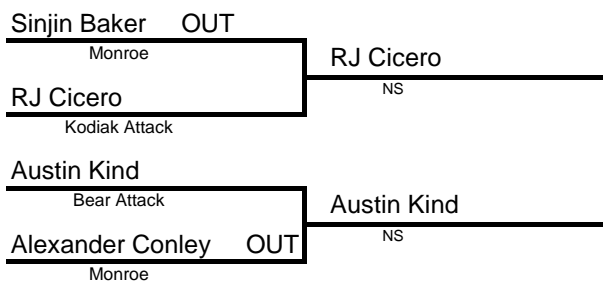 Sinjin Baker OUT
Monroe
RJ Cicero
NS
RJ Cicero
Kodiak Attack
Austin Kind
Bear Attack
Austin Kind
NS
Alexander Conley OUT
Monroe